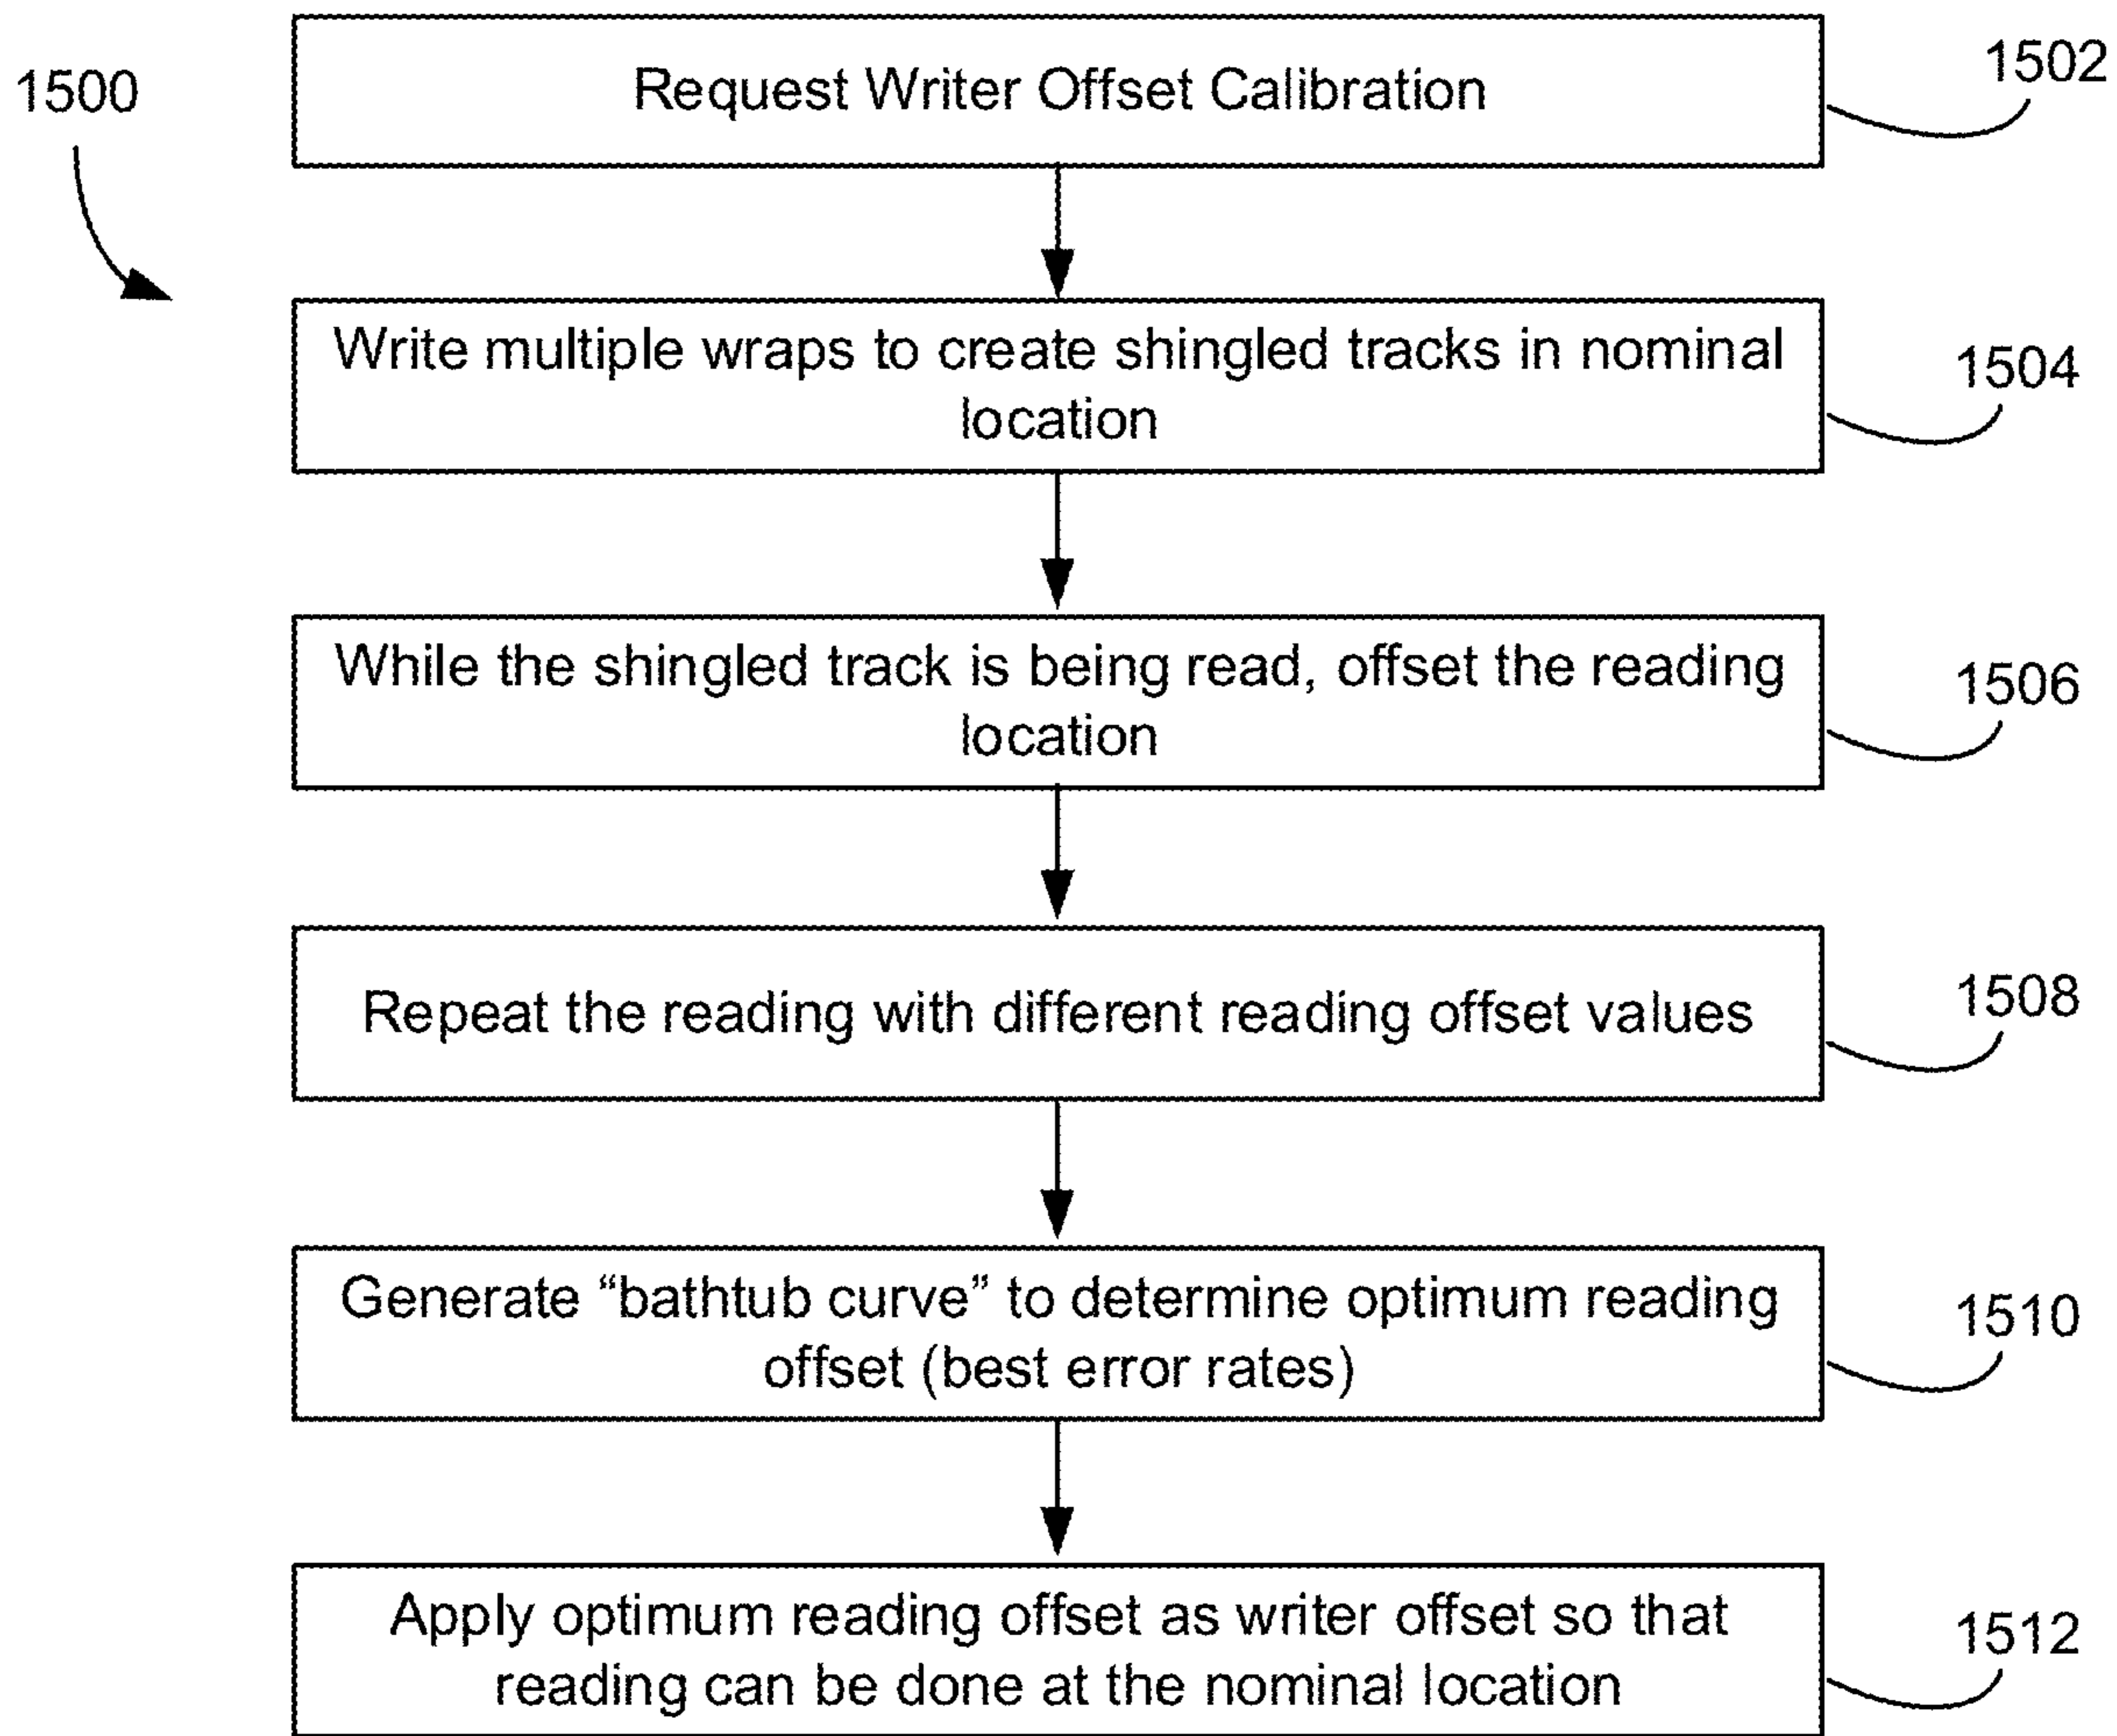 1500
Request Writer Offset Calibration
1502
Write multiple wraps to create shingled tracks in nominal
location
1504
While the shingled track is being read, offset the reading
location
1506
Repeat the reading with different reading offset values
1508
Generate “bathtub curve” to determine optimum reading
offset (best error rates)
1510
Apply optimum reading offset as writer offset so that
reading can be done at the nominal location
1512